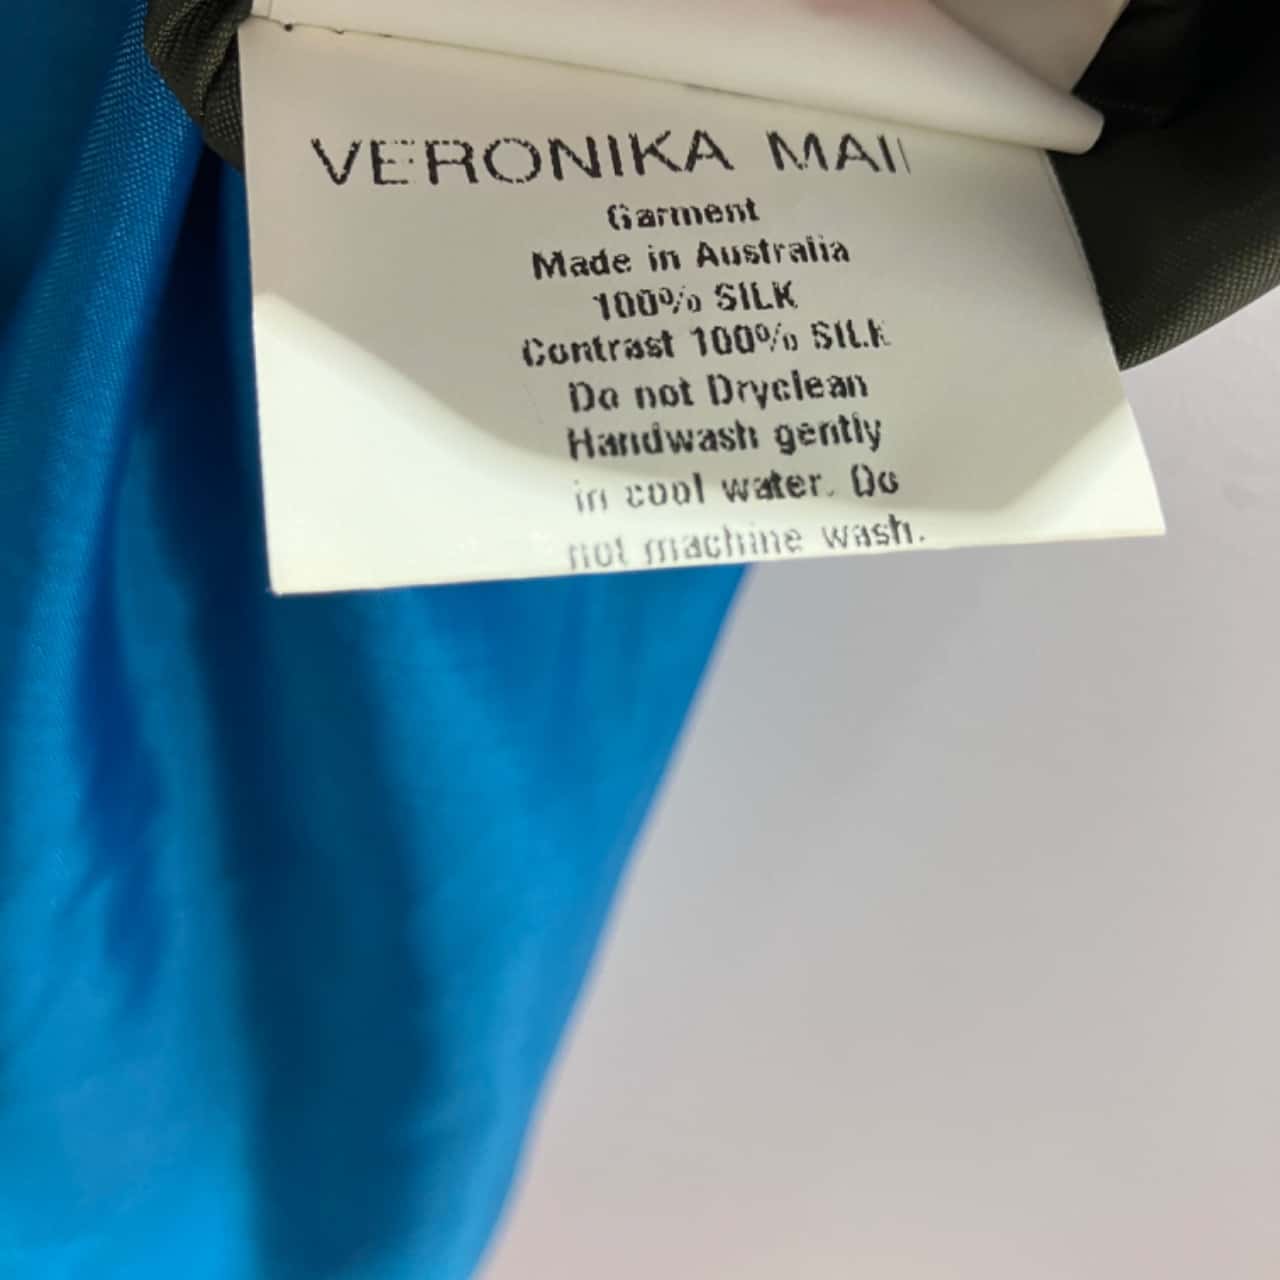 VERONIKA MAI
Garment
Made in Australia
100% SILK
Contrast 100% SILK
Do not Dryclean
Handwash gently
in cool water. Do
not machine wash.